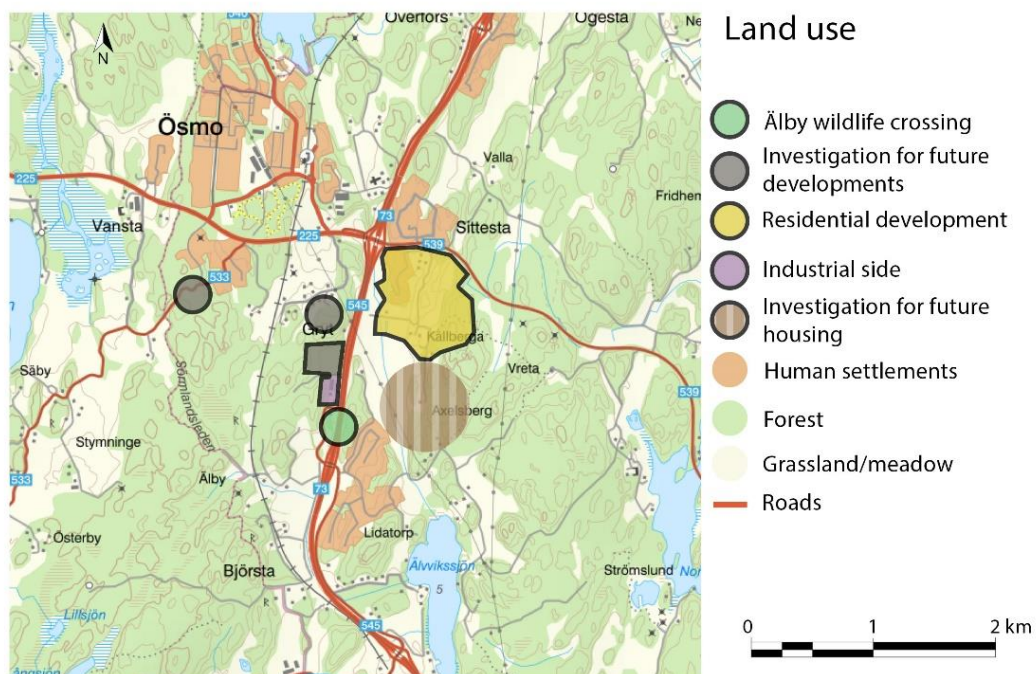 Överfors
Ogesta
N
Ösmo
225
Vansta
Valla
Fridhem
73
Sittesta
225
539
533
545
Gryt
Källberga
Säby
Vreta
539
Axelsberg
Sörmlandsleden
Stymninge
533
Älby
73
Lidatorp
Österby
Björsta
Älvvikssjön
5
Strömslund
Lillsjön
545
Land use
Älby wildlife crossing
Investigation for future
developments
Residential development
Industrial side
Investigation for future
housing
Human settlements
Forest
Grassland/meadow
Roads
0 1 2 km